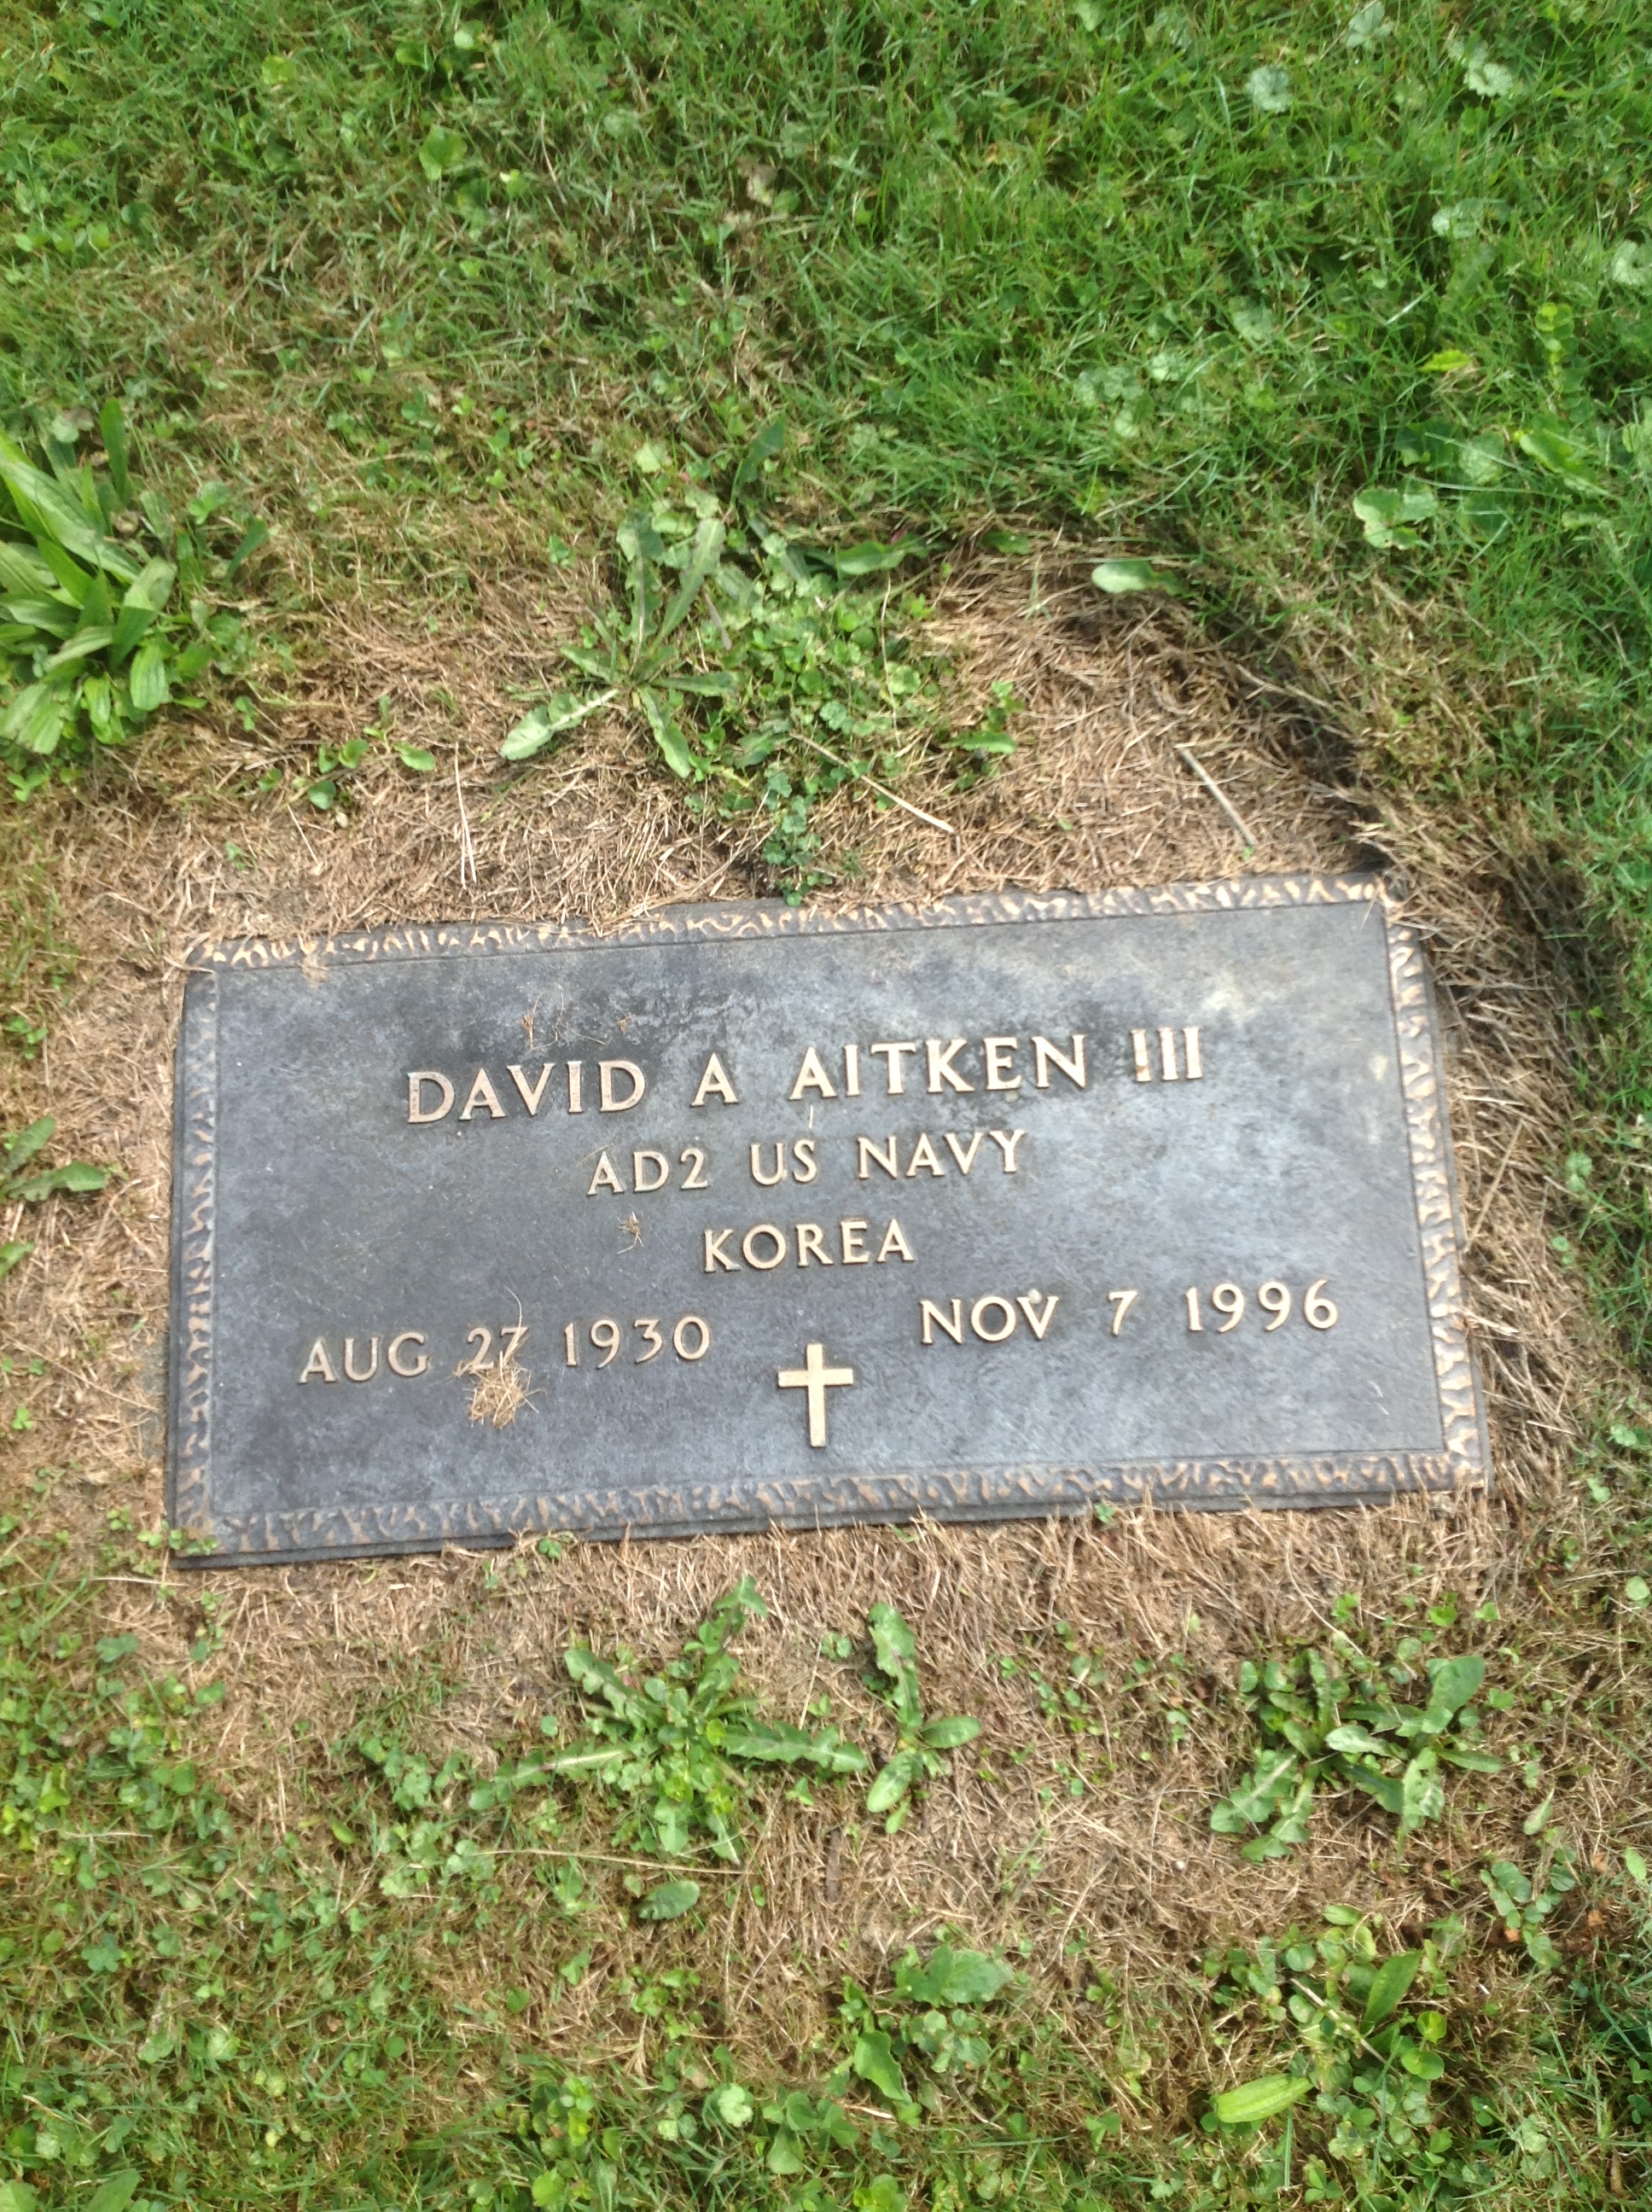 DAVID A AITKEN III
AD2 US NAVY
KOREA
AUG 27 1930 NOV 7 1996